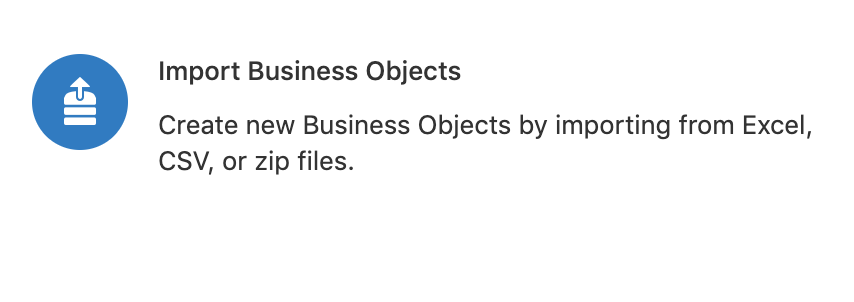 Import Business Objects
Create new Business Objects by importing from Excel,
CSV, or zip files.